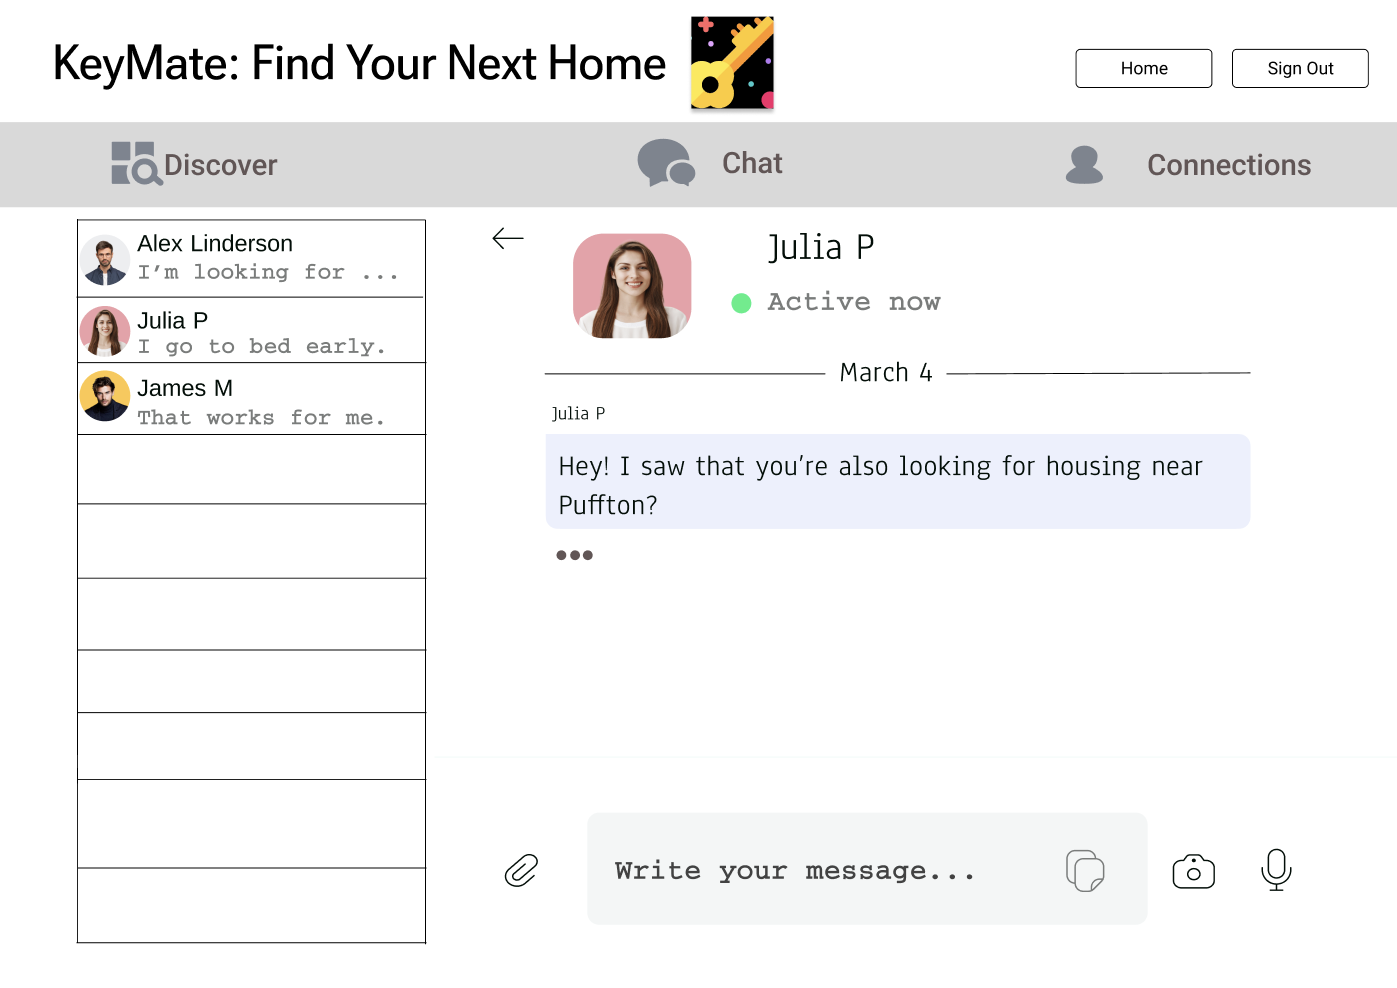 KeyMate: Find Your Next Home
Home
Sign Out
Discover
Chat
Connections
Alex Linderson
I’m looking for ...
Julia P
I go to bed early.
James M
That works for me.
Julia P
Active now
March 4
Julia P
Hey! I saw that you’re also looking for housing near
Puffton?
Write your message...